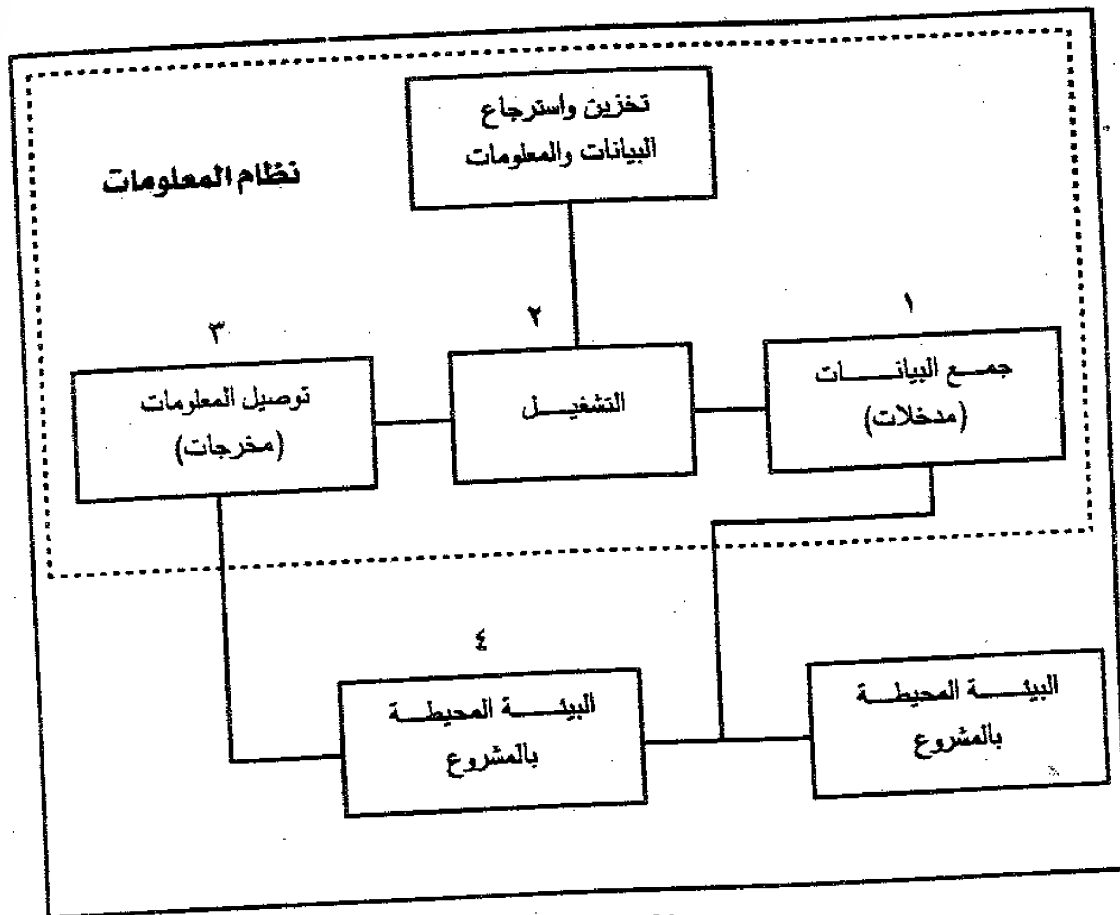 تخزين واسترجاع
البيانات والمعلومات
نظام المعلومات
١
جمع البيانات
(مدخلات)
٢
التشغيل
٣
توصيل المعلومات
(مخرجات)
البيئة المحيطة
بالمشروع
٤
البيئة المحيطة
بالمشروع